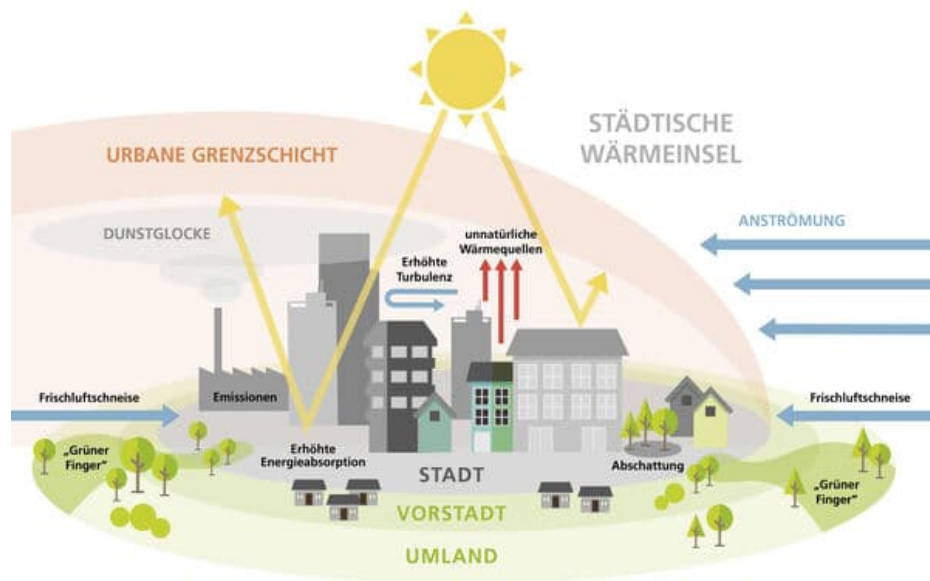 STÄDTISCHE
WÄRMEINSEL
URBANE GRENZSCHICHT
ANSTRÖMUNG
DUNSTGLOCKE
unnatürliche
Wärmequellen
Erhöhte
Turbulenz
Frischluftschneise
Emissionen
Frischluftschneise
„Grüner
Finger"
Erhöhte
Energieabsorption
STADT
Abschattung
„Grüner
Finger"
VORSTADT
UMLAND